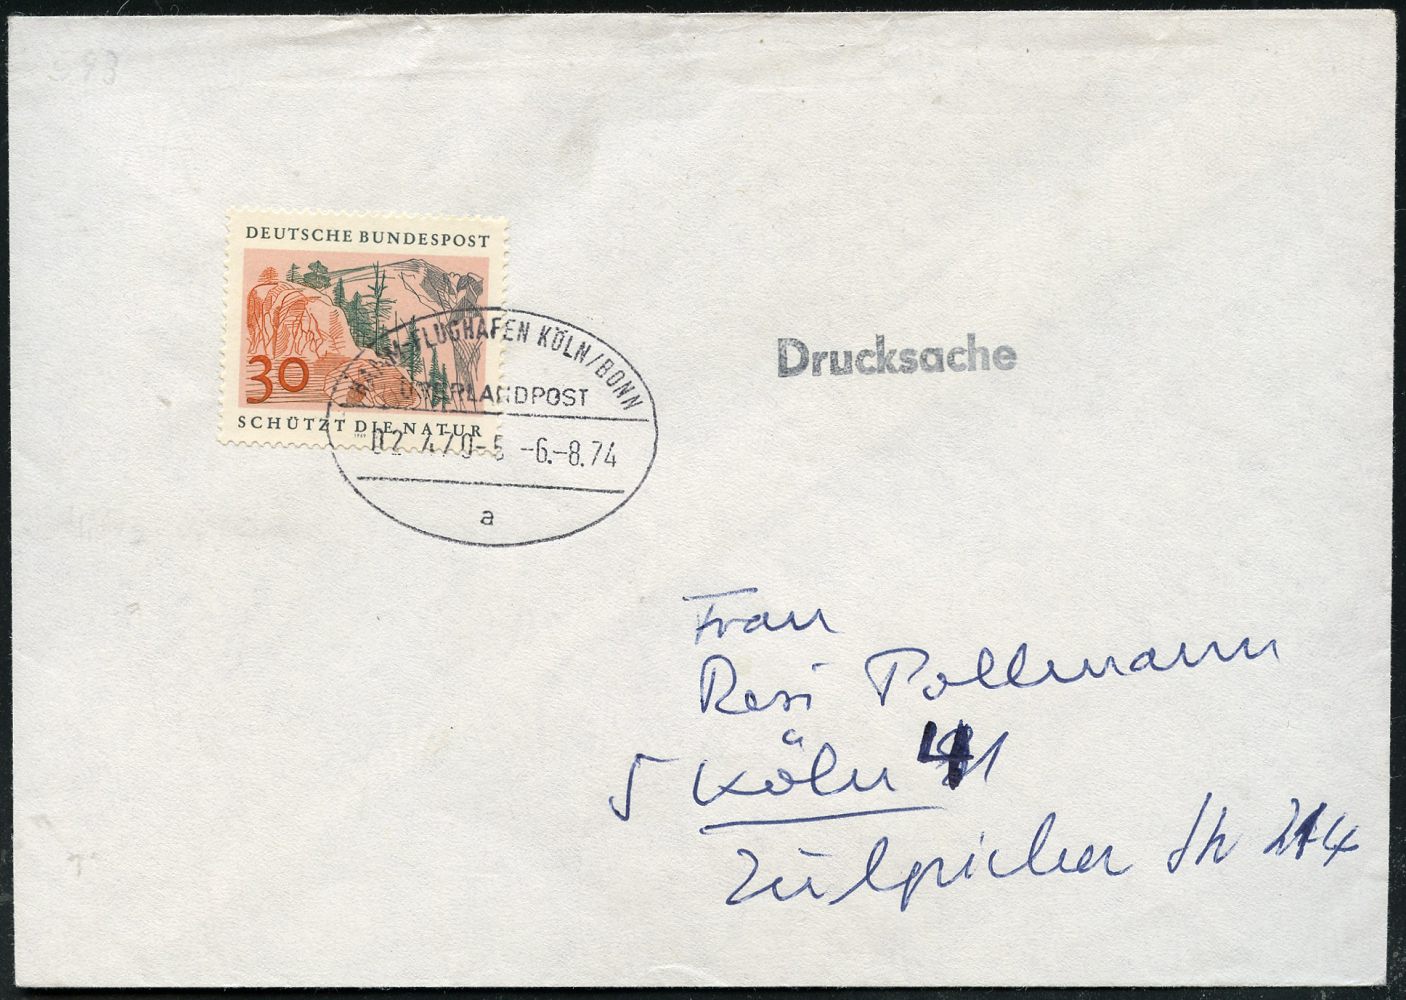 DEUTSCHE BUNDESPOST
30
SCHÜTZT DIE NATUR
FLUGHAFEN KÖLN/BONN
ÜBERLANDPOST
-6.-8.74
a
Drucksache
Frau
Resi Pollmann
5 Köln 41
Zülpicher Str 214